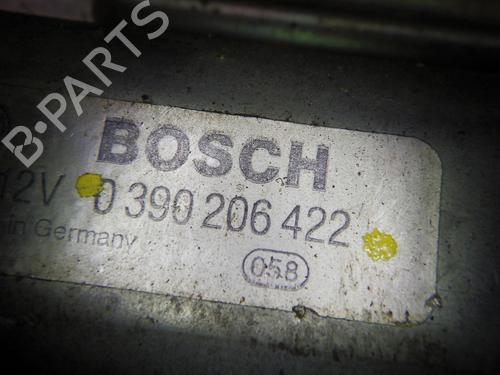 B-PARTS
BOSCH
12V 0 390 206 422
in Germany
058